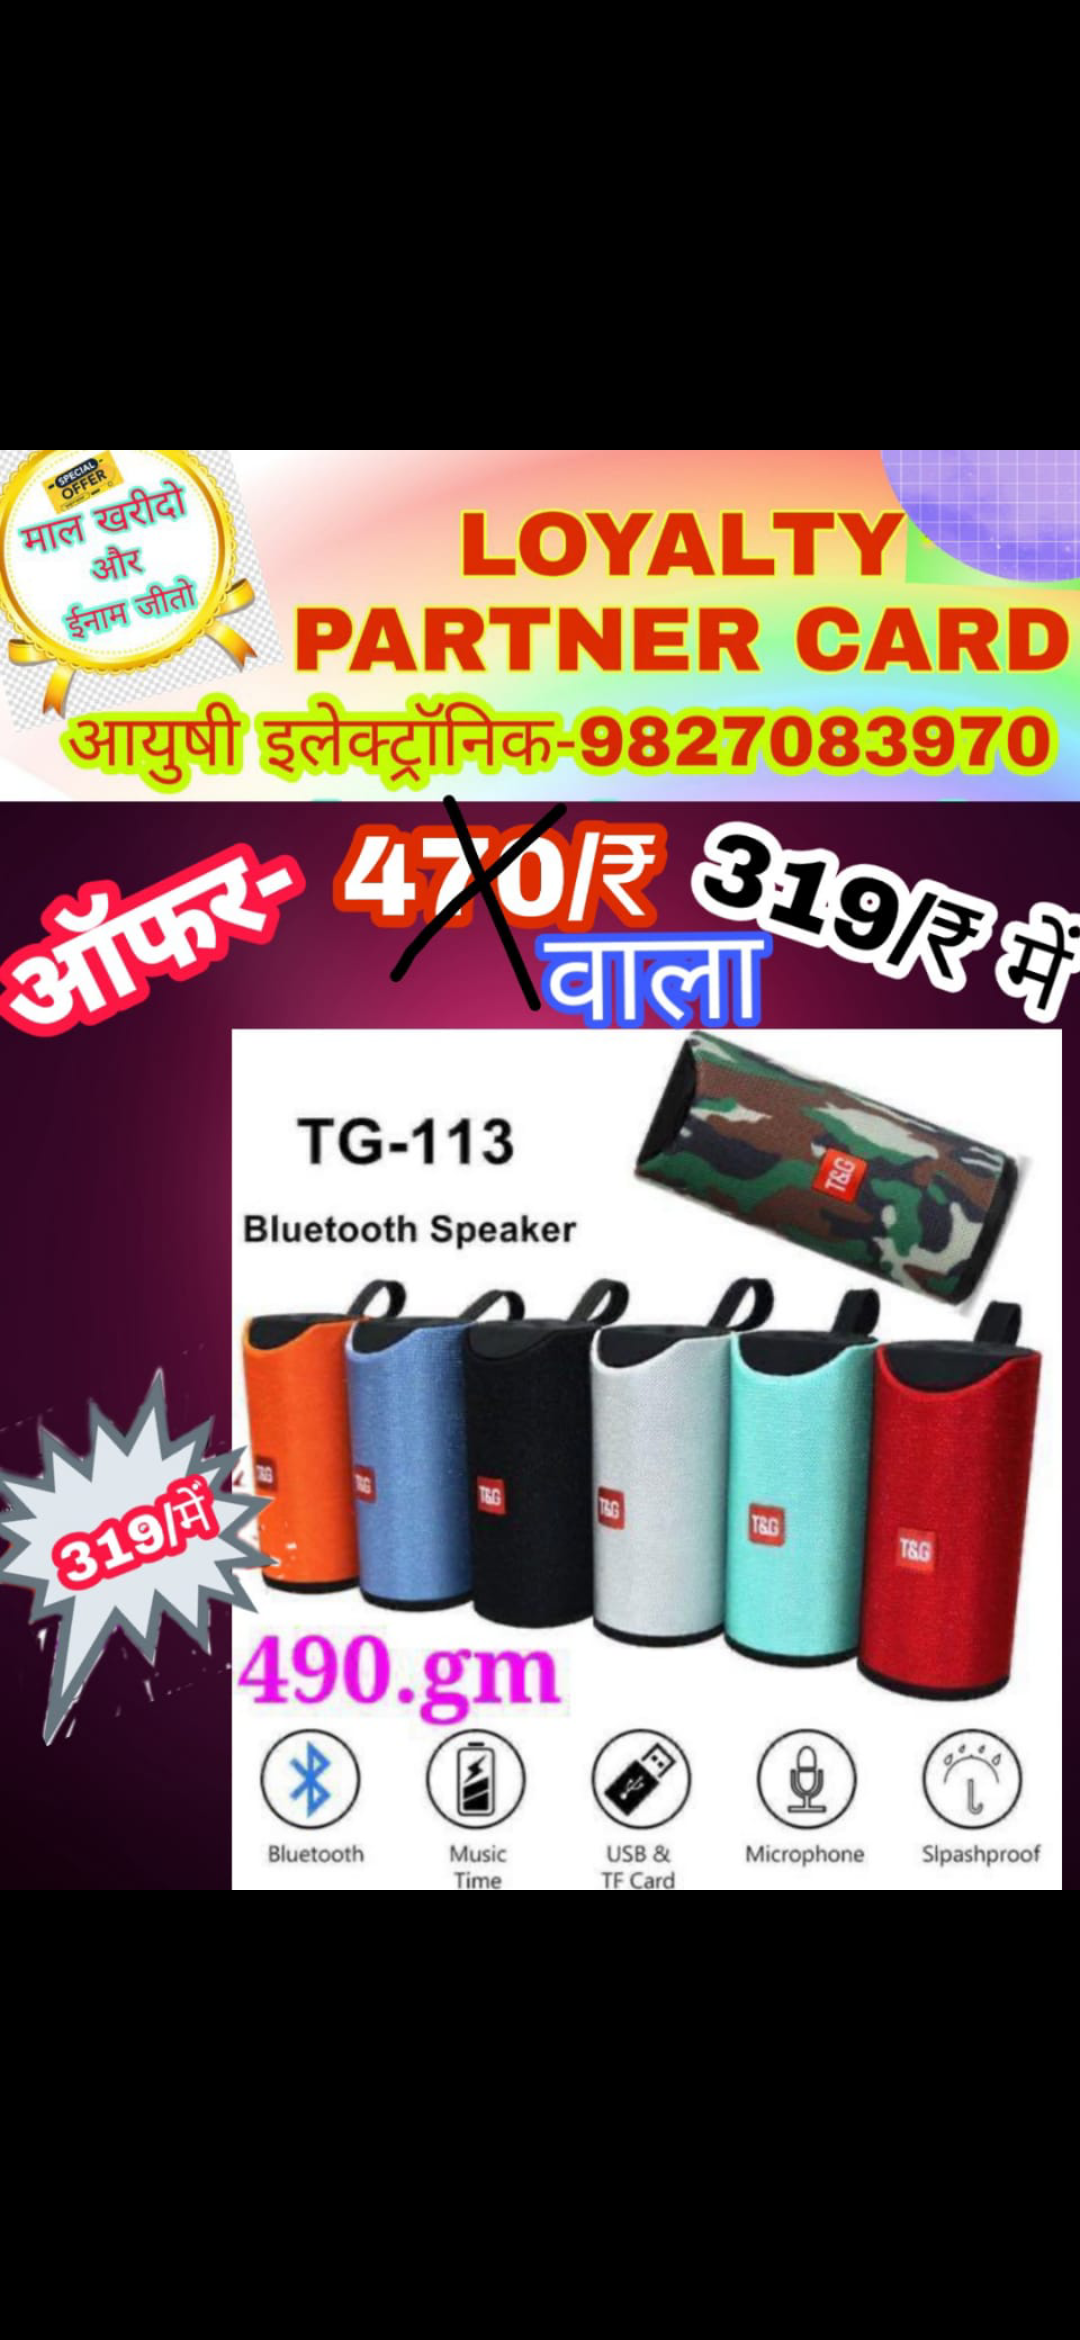 SPECIAL
OFFER
माल खरीदो
और
ईनाम जीतो
LOYALTY
PARTNER CARD
आयुषी इलेक्ट्रॉनिक-9827083970
ऑफर- 470/₹ 319/₹ में
वाला
TG-113
Bluetooth Speaker
T&G
T&G
T&G
T&G
T&G
T&G
T&G
319/में
490.gm
Bluetooth
Music
Time
USB &
TF Card
Microphone
Slpashproof